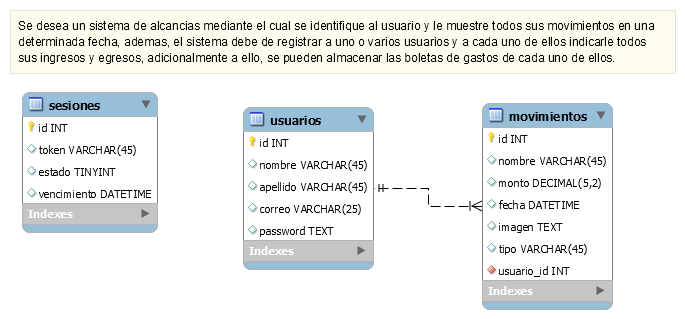 Se desea un sistema de alcancias mediante el cual se identifique al usuario y le muestre todos sus movimientos en una
determinada fecha, ademas, el sistema debe de registrar a uno o varios usuarios y a cada uno de ellos indicarle todos
sus ingresos y egresos, adicionalmente a ello, se pueden almacenar las boletas de gastos de cada uno de ellos.
sesiones
id INT
token VARCHAR(45)
estado TINYINT
vencimiento DATETIME
Indexes
usuarios
id INT
nombre VARCHAR(45)
apellido VARCHAR(45)
correo VARCHAR(25)
password TEXT
Indexes
movimientos
id INT
nombre VARCHAR(45)
monto DECIMAL(5,2)
fecha DATETIME
imagen TEXT
tipo VARCHAR(45)
usuario_id INT
Indexes